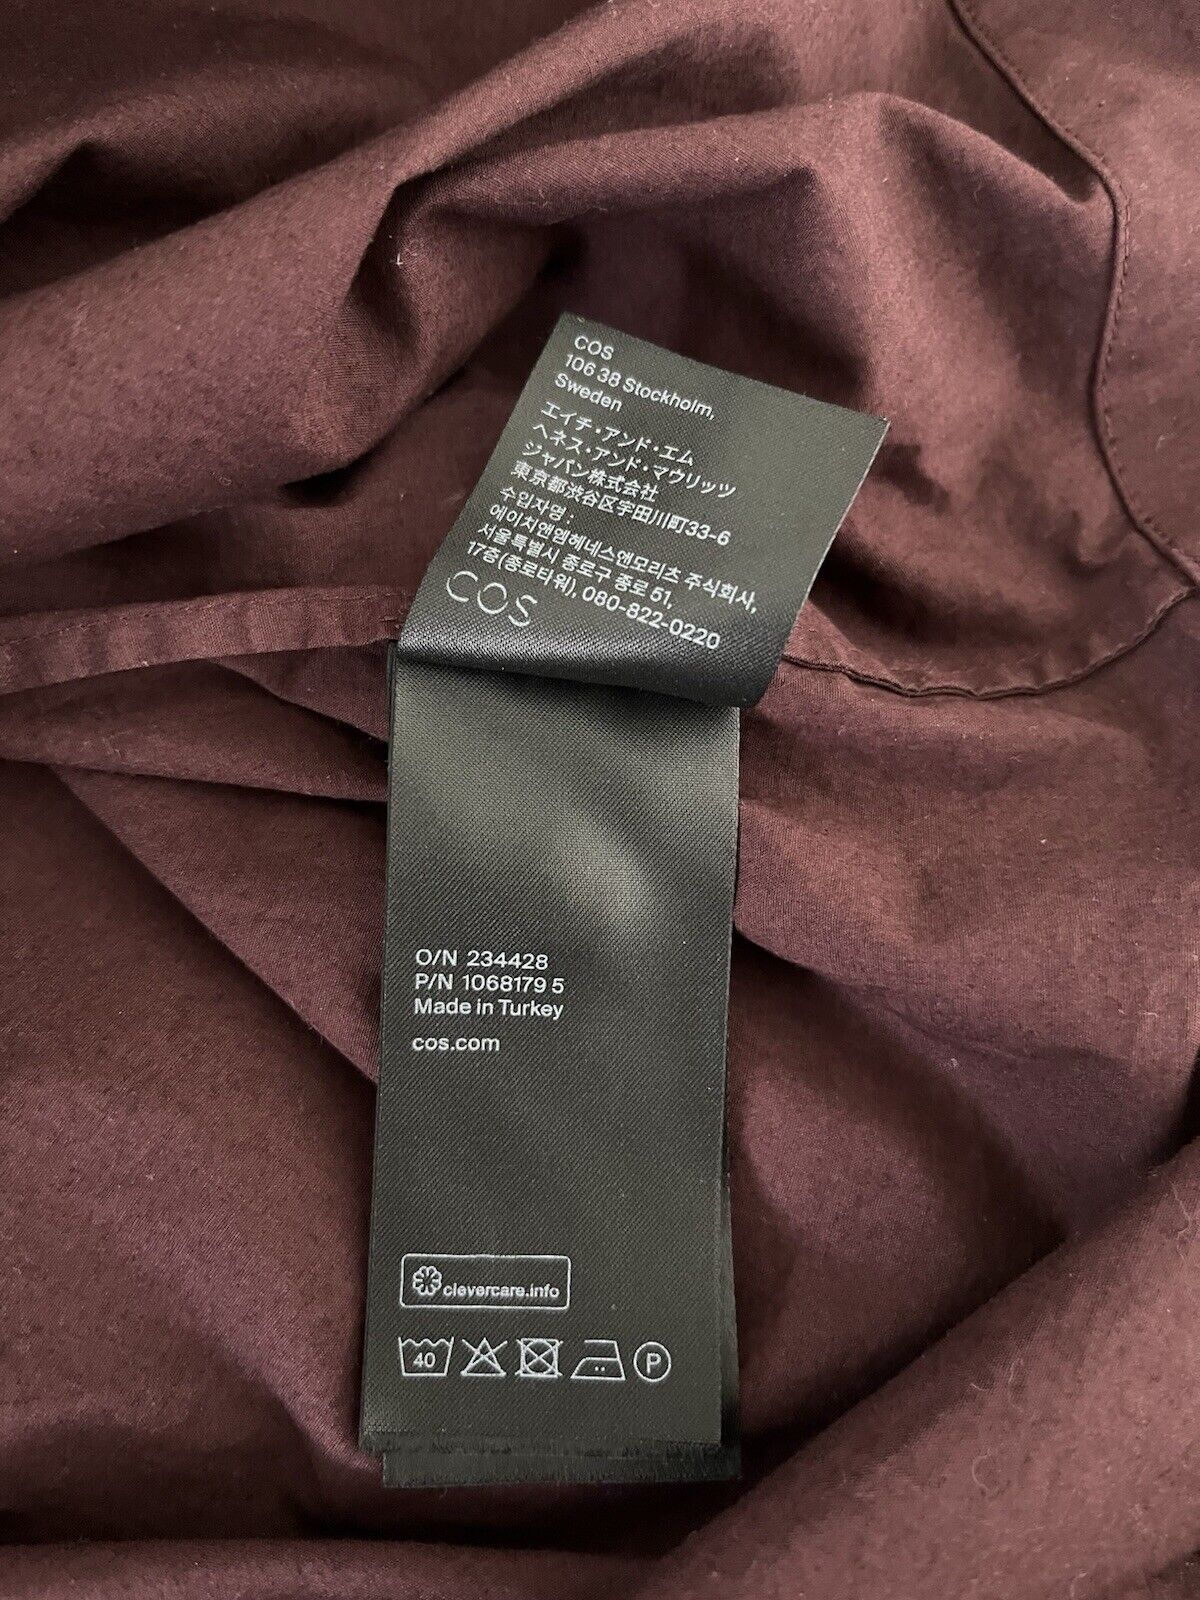 COS
106 38 Stockholm,
Sweden
エイチ・アンド・エム
ヘネス・アンド・マウリッツ
ジャパン株式会社
東京都渋谷区宇田川町33-6
수입자명 :
에이치앤엠헤네스앤모리츠 주식회사,
서울특별시 종로구 종로 51,
17층(종로타워), 080-822-0220
COS
O/N 234428
P/N 1068179 5
Made in Turkey
cos.com
clevercare.info
40
P